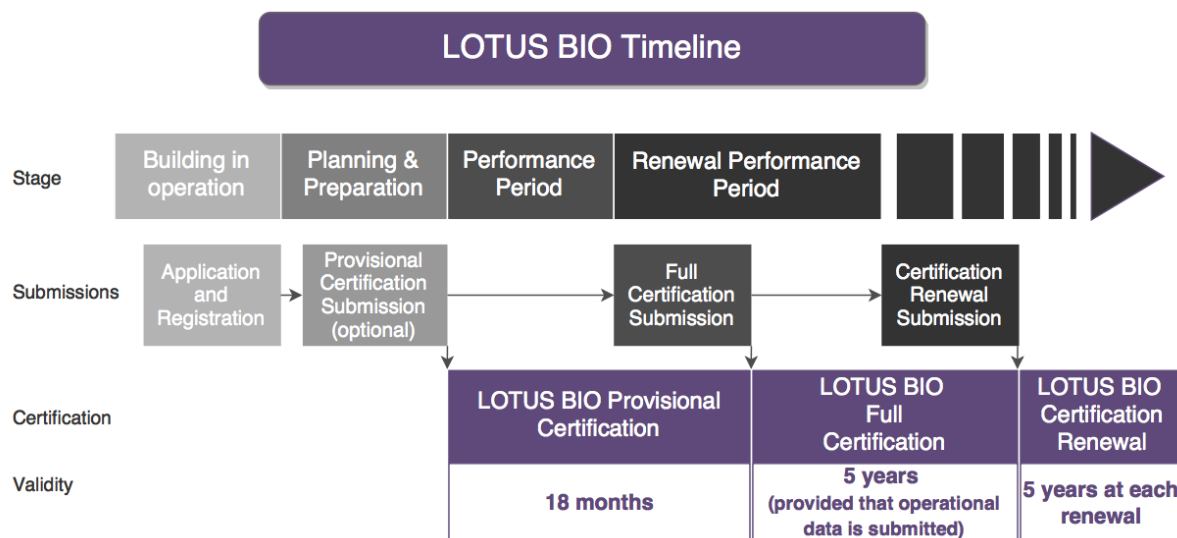 LOTUS BIO Timeline
Stage
Building in
operation
Planning &
Preparation
Performance
Period
Renewal Performance
Period
Submissions
Application
and
Registration
Provisional
Certification
Submission
(optional)
Full
Certification
Submission
Certification
Renewal
Submission
Certification
LOTUS BIO Provisional
Certification
LOTUS BIO
Full
Certification
LOTUS BIO
Certification
Renewal
Validity
18 months
5 years
(provided that operational
data is submitted)
5 years at each
renewal